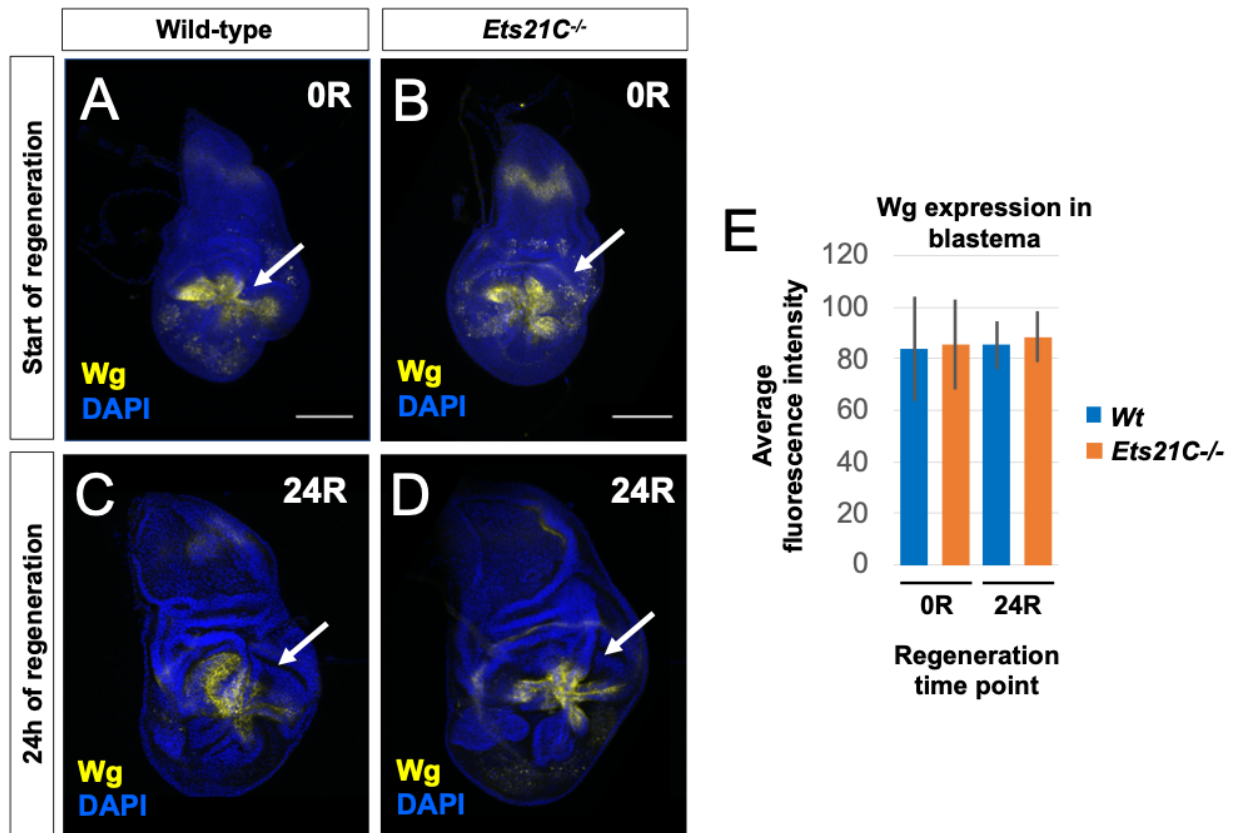 Wild-type
Ets21C-/-
Start of regeneration
A
0R
Wg
DAPI
B
0R
Wg
DAPI
24h of regeneration
C
24R
Wg
DAPI
D
24R
Wg
DAPI
E
Wg expression in
blastema
Average
fluorescence intensity
120
100
80
60
40
20
0
0R
24R
Regeneration
time point
Wt
Ets21C-/-